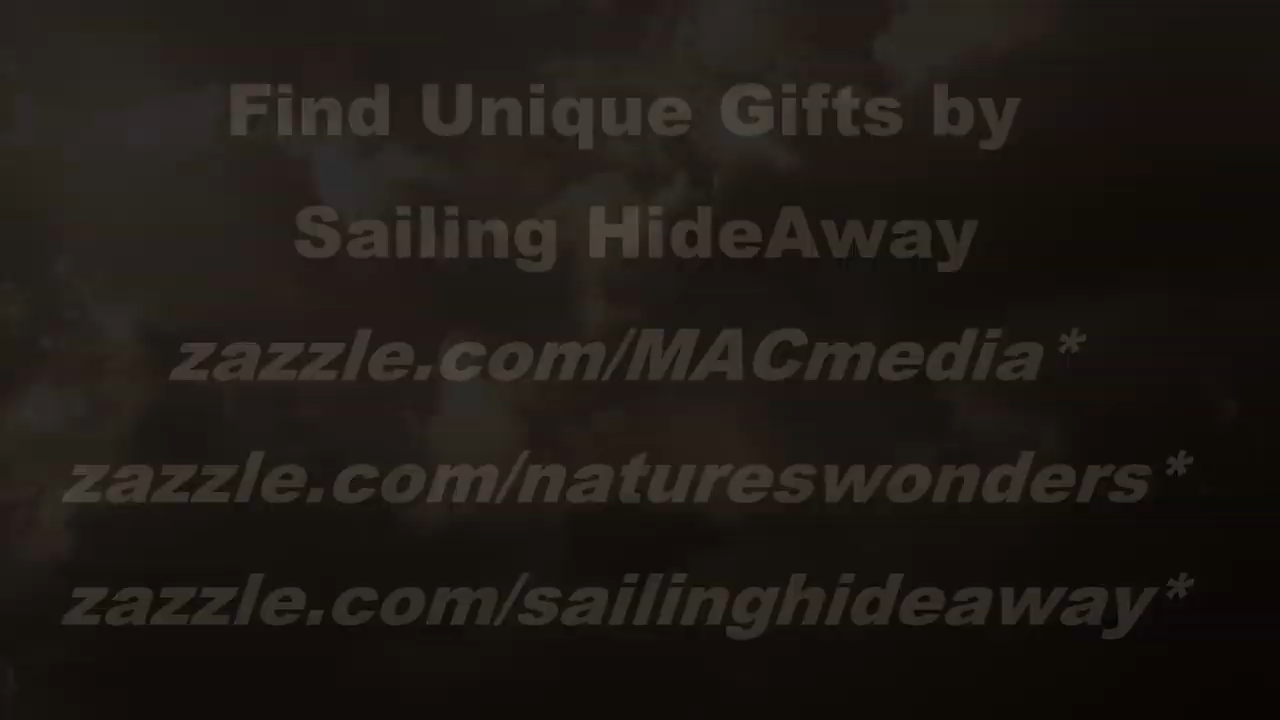 Find Unique Gifts by
Sailing HideAway
zazzle.com/MACmedia*
zazzle.com/natureswonders*
zazzle.com/sailinghideaway*